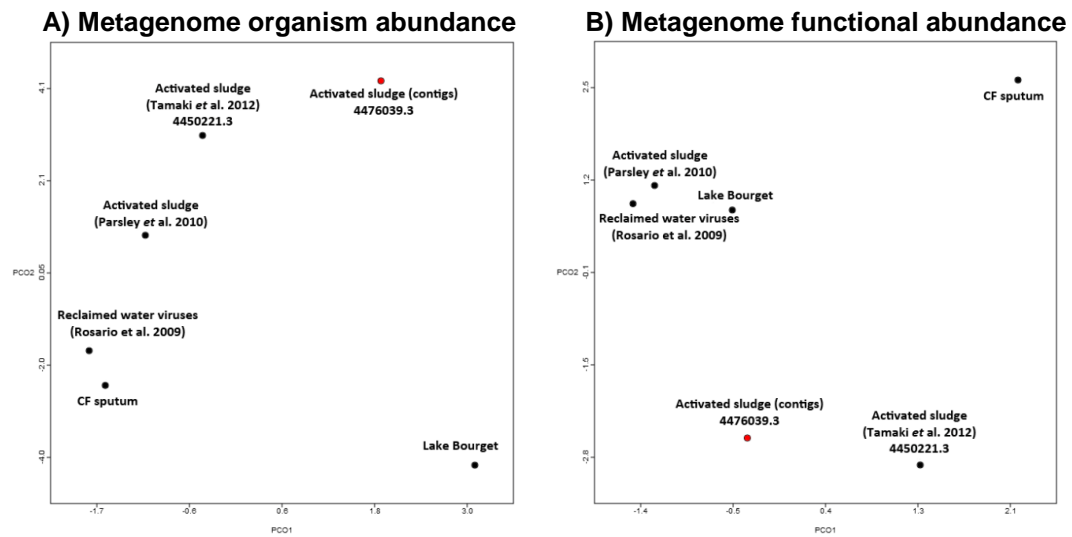 A) Metagenome organism abundance
4.1
2.1
PCO2 0.05
-2.0
-4.0
Activated sludge
(Tamaki et al. 2012)
4450221.3
Activated sludge (contigs)
4476039.3
Activated sludge
(Parsley et al. 2010)
Reclaimed water viruses
(Rosario et al. 2009)
CF sputum
Lake Bourget
-1.7 -0.6 0.6 1.8 3.0
PCO1
B) Metagenome functional abundance
2.5
1.2
PCO2 -0.1
-1.5
-2.8
CF sputum
Activated sludge
(Parsley et al. 2010)
Lake Bourget
Reclaimed water viruses
(Rosario et al. 2009)
Activated sludge (contigs)
4476039.3
Activated sludge
(Tamaki et al. 2012)
4450221.3
-1.4 -0.5 0.4 1.3 2.1
PCO1